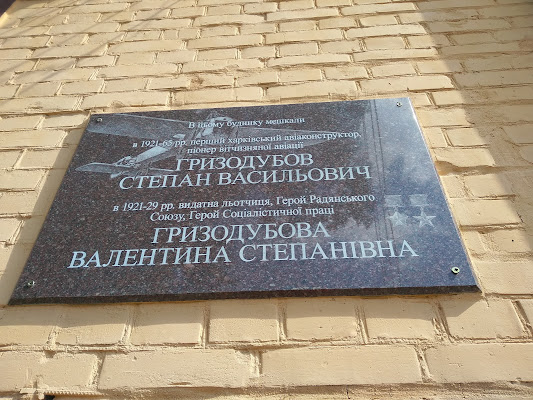 В цьому будинку мешкали
в 1921-65 рр. перший харківський авіаконструктор,
піонер вітчизняної авіації
ГРИЗОДУБОВ
СТЕПАН ВАСИЛЬОВИЧ
в 1921-29 рр. видатна льотчиця, Герой Радянського
Союзу, Герой Соціалістичної праці
ГРИЗОДУБОВА
ВАЛЕНТИНА СТЕПАНІВНА